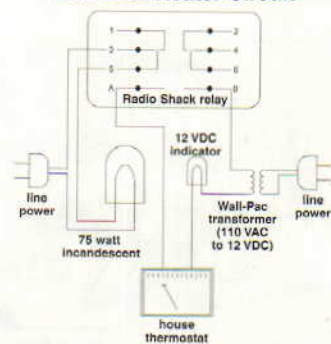 1 2
3 4
5 6
A B
Radio Shack relay
12 VDC
indicator
line
power
75 watt
incandescent
Wall-Pac
transformer
(110 VAC
to 12 VDC)
line
power
house
thermostat